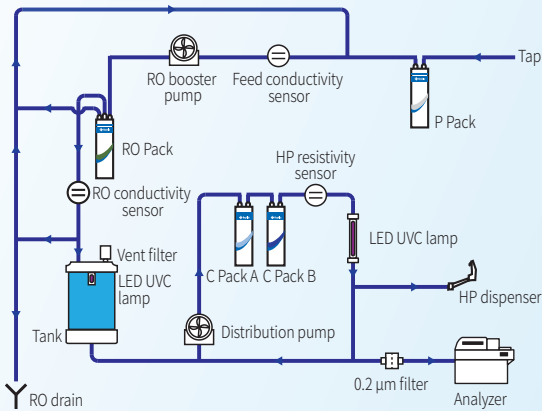 Tap
RO booster
pump
Feed conductivity
sensor
P Pack
RO Pack
HP resistivity
sensor
RO conductivity
sensor
Vent filter
LED UVC
lamp
C Pack A
C Pack B
LED UVC lamp
HP dispenser
Tank
Distribution pump
0.2 µm filter
Analyzer
RO drain